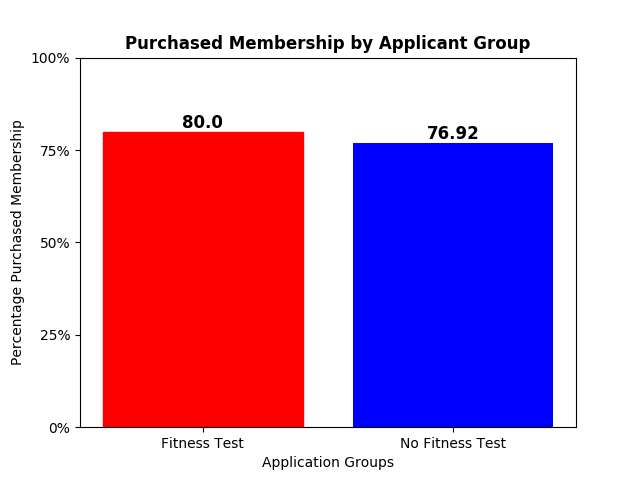 Purchased Membership by Applicant Group
100%
75%
50%
25%
0%
Percentage Purchased Membership
80.0
76.92
Fitness Test
No Fitness Test
Application Groups